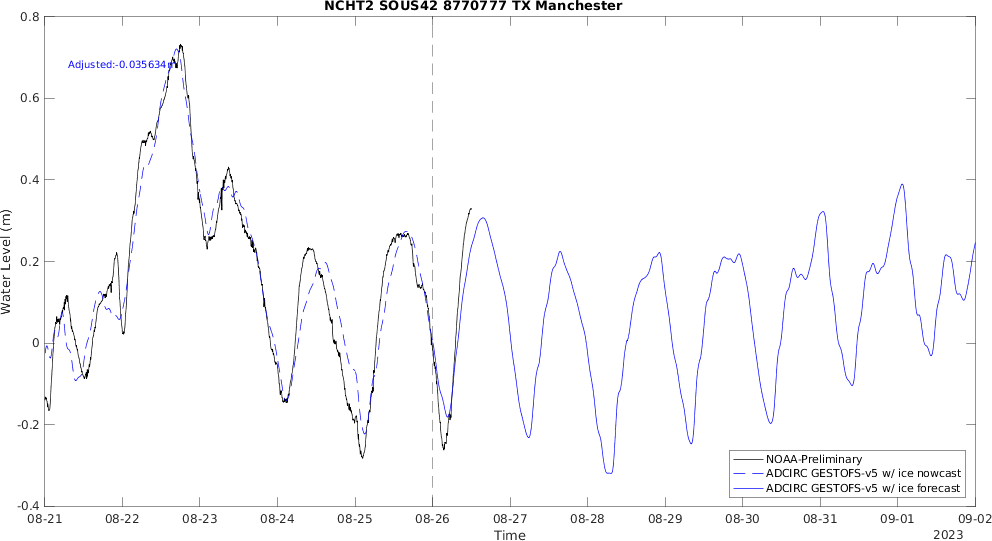 NCHT2 SOUS42 8770777 TX Manchester
Adjusted:-0.035634m
Water Level (m)
0.8
0.6
0.4
0.2
0
-0.2
-0.4
NOAA-Preliminary
ADCIRC GESTOFS-v5 w/ ice nowcast
ADCIRC GESTOFS-v5 w/ ice forecast
08-21 08-22 08-23 08-24 08-25 08-26 08-27 08-28 08-29 08-30 08-31 09-01 09-02
Time
2023